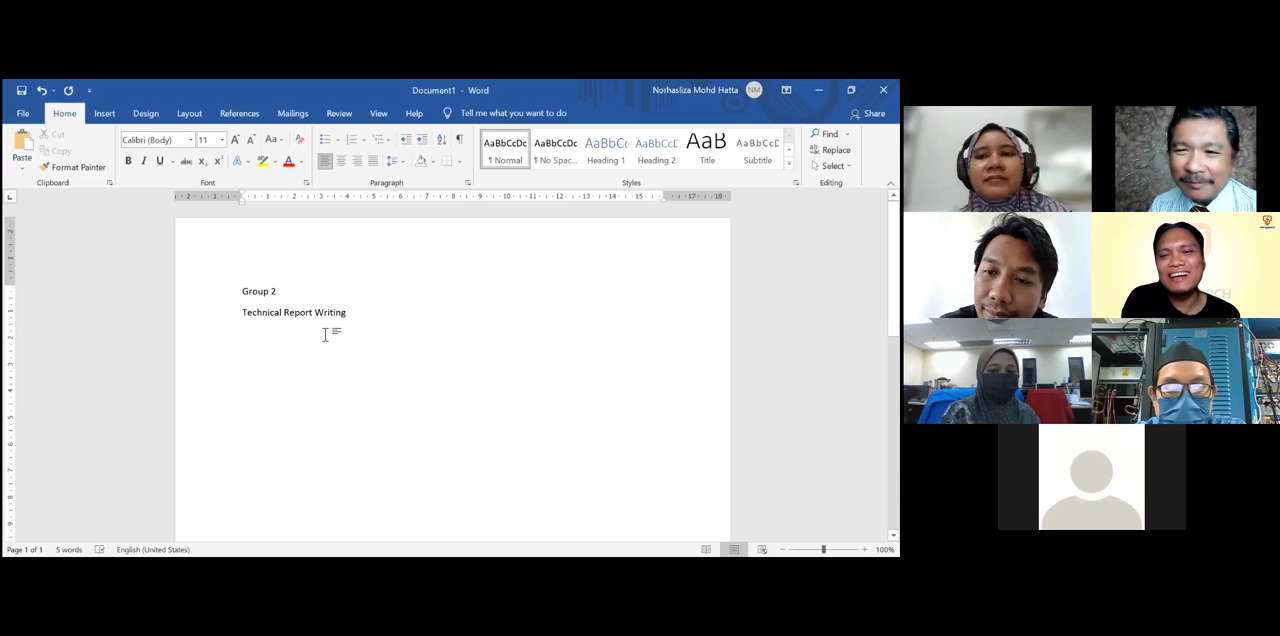 Document1 - Word
Norhasliza Mohd Hatta
NM
File
Home
Insert
Design
Layout
References
Mailings
Review
View
Help
Tell me what you want to do
Share
Paste
Cut
Copy
Format Painter
Clipboard
Calibri (Body)
11
Font
Paragraph
AaBbCcDc
¶ Normal
AaBbCcDc
¶ No Spac...
AaBbCc
Heading 1
AaBbCcC
Heading 2
AaB
Title
AaBbCcC
Subtitle
Styles
Find
Replace
Select
Editing
Group 2
Technical Report Writing
Page 1 of 1
5 words
English (United States)
100%